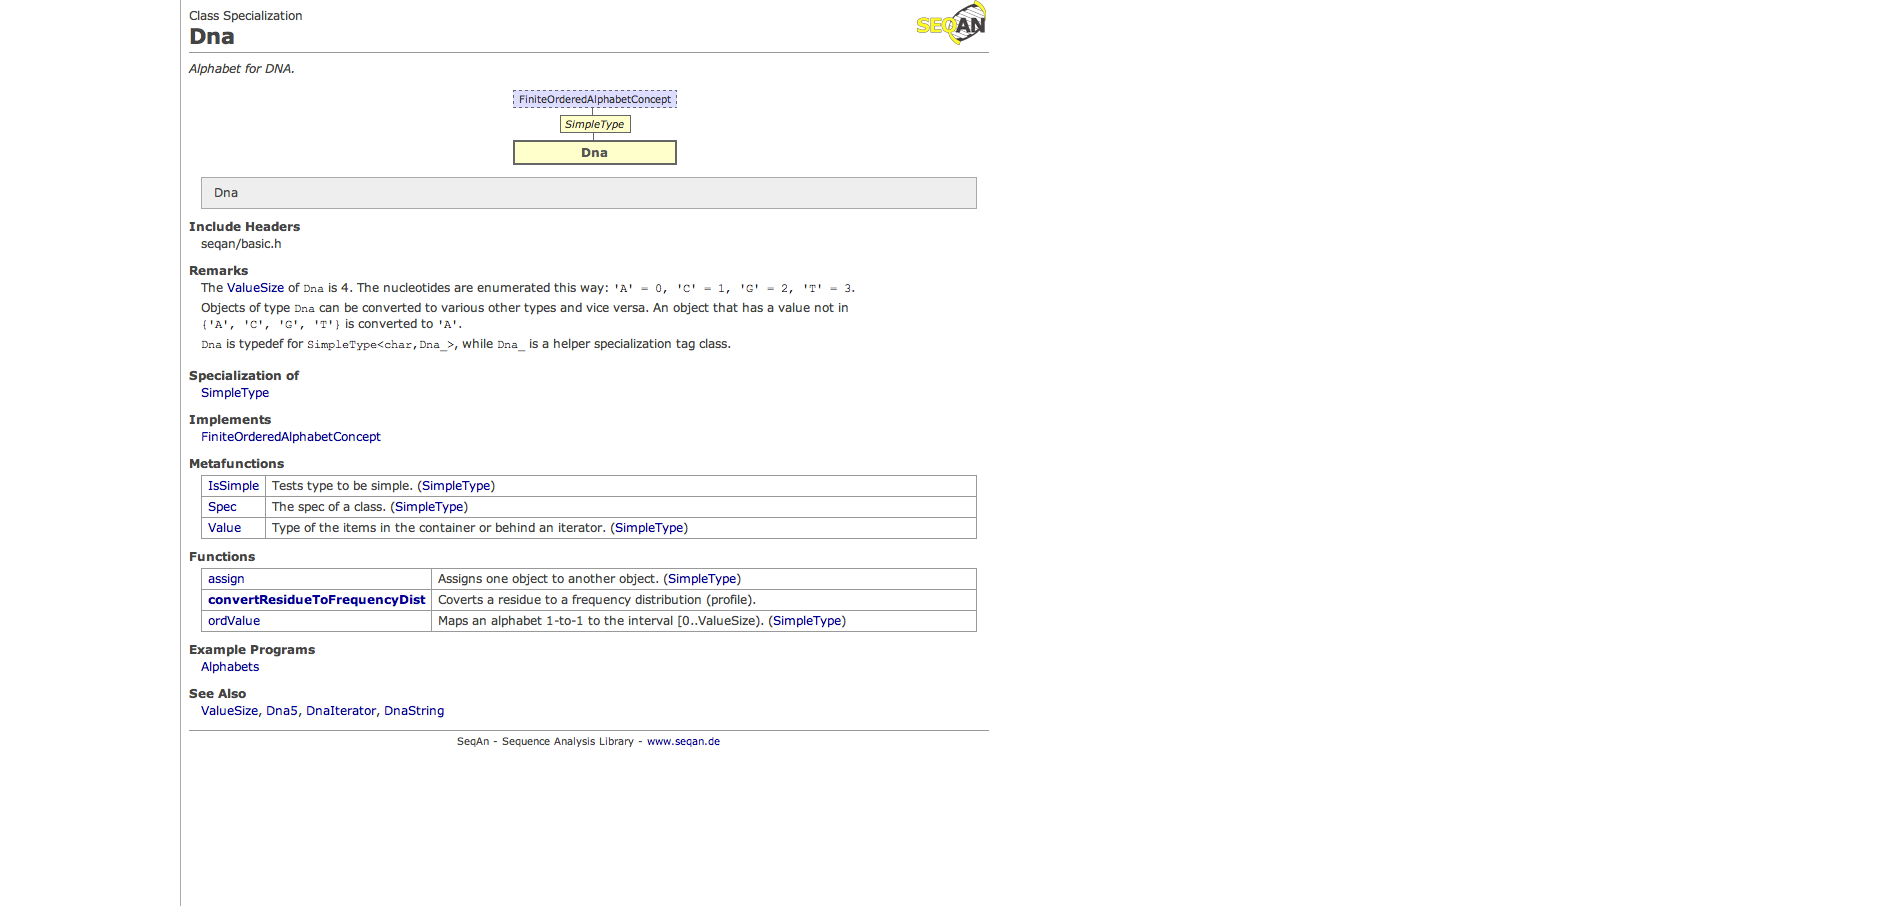 Class Specialization
SEQAN
Dna
Alphabet for DNA.
FiniteOrderedAlphabetConcept
SimpleType
Dna
Dna
Include Headers
seqan/basic.h
Remarks
The ValueSize of Dna is 4. The nucleotides are enumerated this way: 'A' = 0, 'C' = 1, 'G' = 2, 'T' = 3.
Objects of type Dna can be converted to various other types and vice versa. An object that has a value not in
{'A', 'C', 'G', 'T'} is converted to 'A'.
Dna is typedef for SimpleType<char,Dna_>, while Dna_ is a helper specialization tag class.
Specialization of
SimpleType
Implements
FiniteOrderedAlphabetConcept
Metafunctions
IsSimple Tests type to be simple. (SimpleType)
Spec The spec of a class. (SimpleType)
Value Type of the items in the container or behind an iterator. (SimpleType)
Functions
assign Assigns one object to another object. (SimpleType)
convertResidueToFrequencyDist Coverts a residue to a frequency distribution (profile).
ordValue Maps an alphabet 1-to-1 to the interval [0..ValueSize). (SimpleType)
Example Programs
Alphabets
See Also
ValueSize, Dna5, DnaIterator, DnaString
SeqAn - Sequence Analysis Library - www.seqan.de